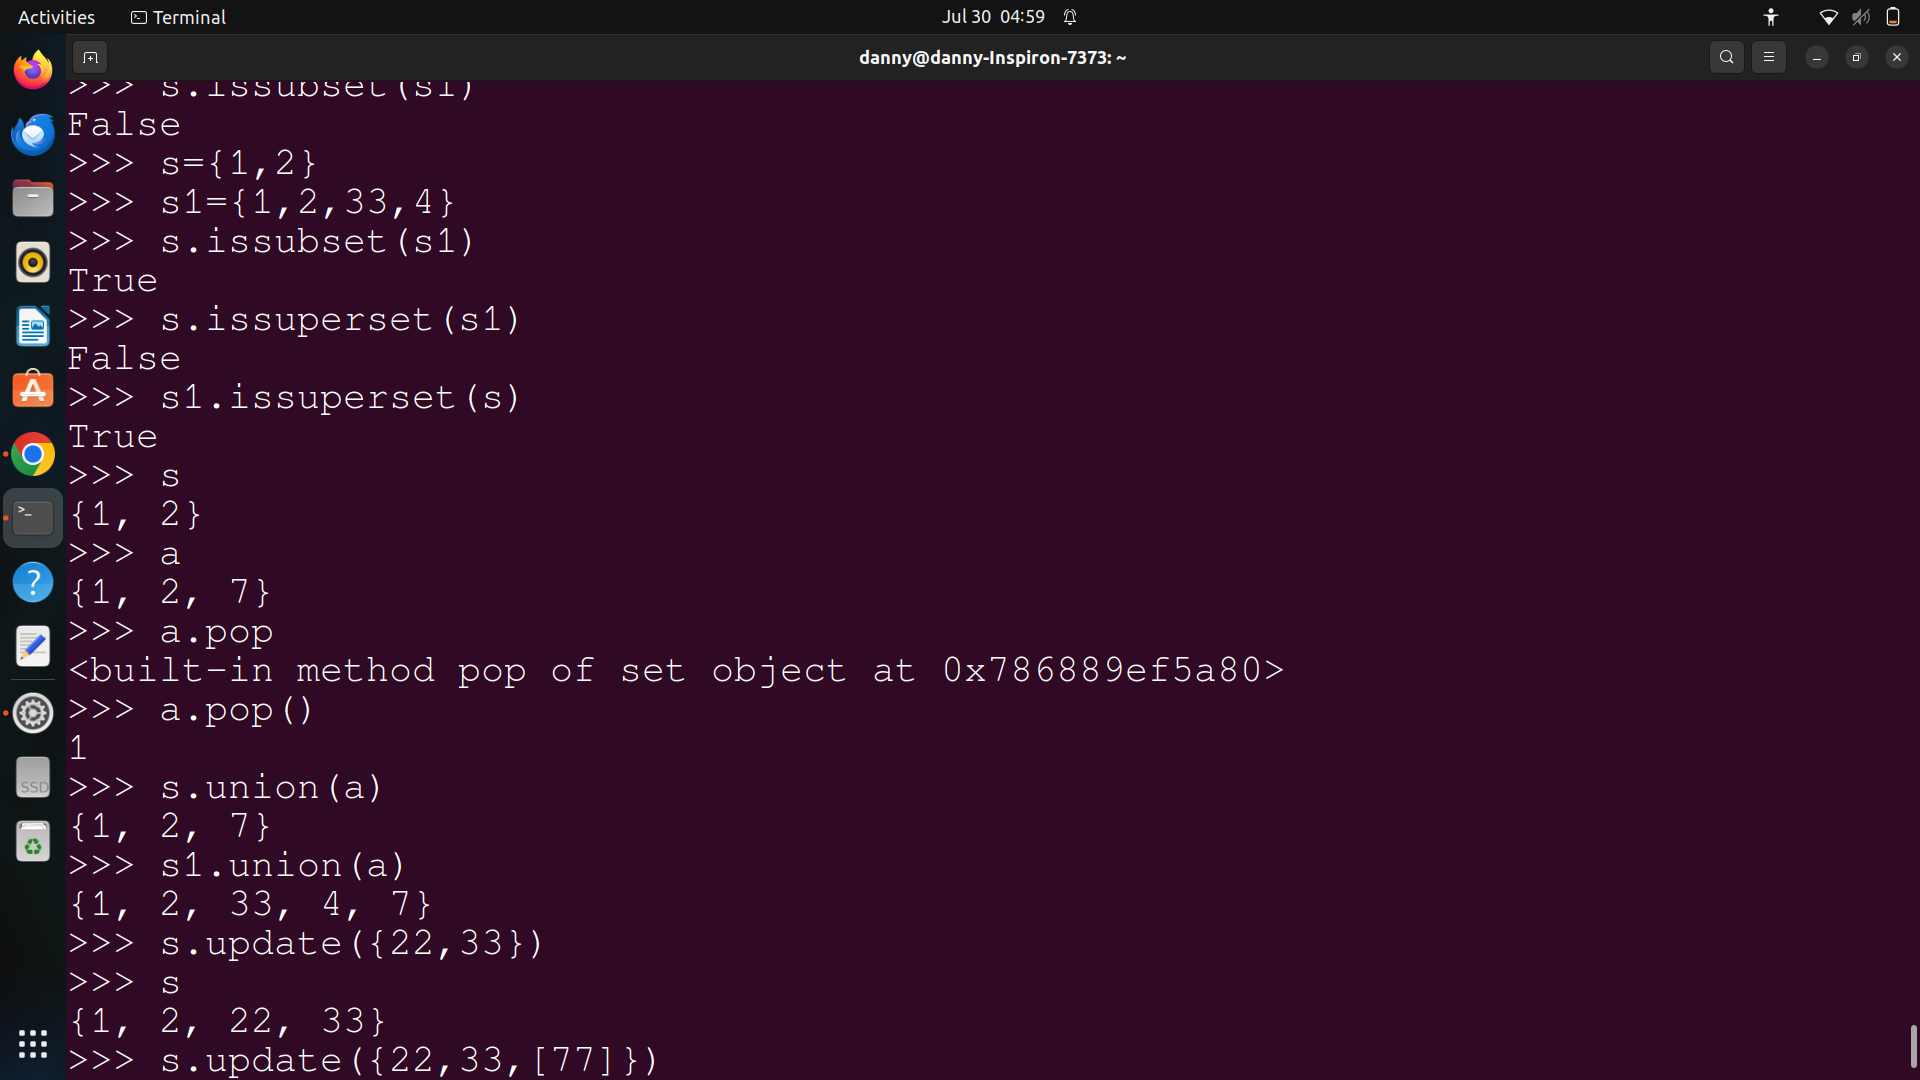 Activities
Terminal
Jul 30 04:59
danny@danny-Inspiron-7373: ~
>>> s.issubset(s1)
False
>>> s={1,2}
>>> s1={1,2,33,4}
>>> s.issubset(s1)
True
>>> s.issuperset(s1)
False
>>> s1.issuperset(s)
True
>>> s
{1, 2}
>>> a
{1, 2, 7}
>>> a.pop
<built-in method pop of set object at 0x786889ef5a80>
>>> a.pop()
1
>>> s.union(a)
{1, 2, 7}
>>> s1.union(a)
{1, 2, 33, 4, 7}
>>> s.update({22,33})
>>> s
{1, 2, 22, 33}
>>> s.update({22,33,[77]})
SSD